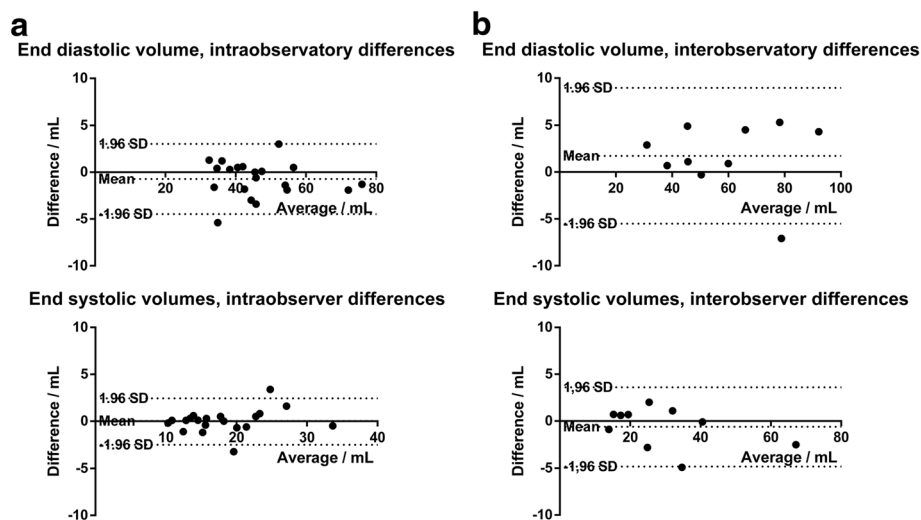 a
End diastolic volume, intraobservatory differences
10
5
0
-5
-10
Difference / mL
1.96 SD
Mean
-1.96 SD
20 40 60 80
Average / mL
b
End diastolic volume, interobservatory differences
10
5
0
-5
-10
Difference / mL
1.96 SD
Mean
-1.96 SD
20 40 60 80 100
Average / mL
End systolic volumes, intraobserver differences
10
5
0
-5
-10
Difference / mL
1.96 SD
Mean
-1.96 SD
10 20 30 40
Average / mL
End systolic volumes, interobserver differences
10
5
0
-5
-10
Difference / mL
1,96 SD
Mean
-1,96 SD
20 40 60 80
Average / mL